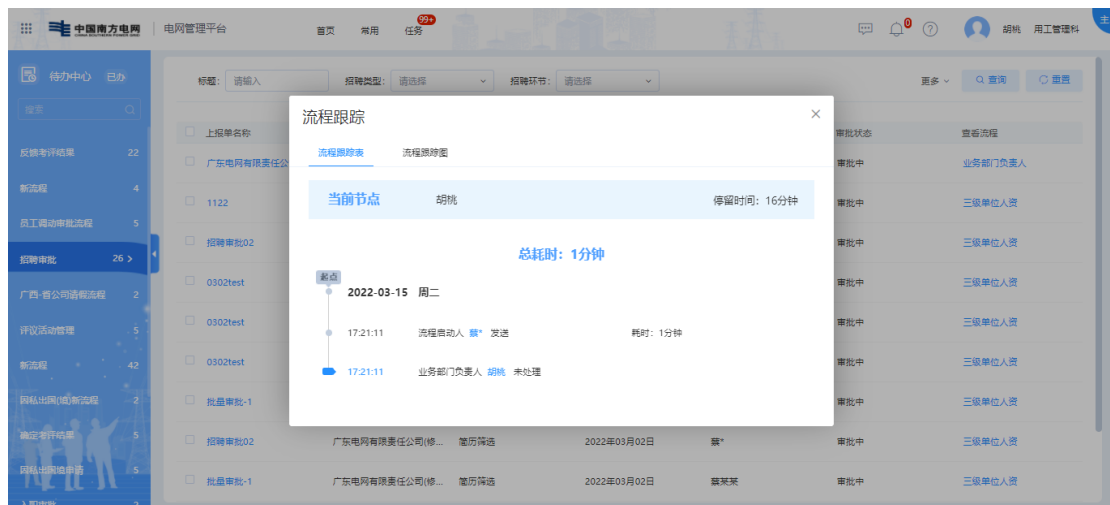 中国南方电网
CHINA SOUTHERN POWER GRID
电网管理平台
首页 常用 任务 99+
0
胡桃 用工管理科
主
待办中心 已办
搜索
反馈考评结果 22
新流程 4
员工调动审批流程 5
招聘审批 26 >
广西-省公司请假流程 2
评议活动管理 5
新流程 42
因私出国(境)新流程 2
确定考评结果 5
因私出国境申请 5
入职审批 2
标题: 请输入 招聘类型: 请选择 招聘环节: 请选择 更多 查询 重置
上报单名称 审批状态 查看流程
广东电网有限责任公 审批中 业务部门负责人
1122 审批中 三级单位人资
招聘审批02 审批中 三级单位人资
0302test 审批中 三级单位人资
0302test 审批中 三级单位人资
0302test 审批中 三级单位人资
批量审批-1 审批中 三级单位人资
招聘审批02 广东电网有限责任公司(修... 简历筛选 2022年03月02日 蔡* 审批中 三级单位人资
批量审批-1 广东电网有限责任公司(修... 简历筛选 2022年03月02日 蔡某某 审批中 三级单位人资
流程跟踪
流程跟踪表 流程跟踪图
当前节点 胡桃 停留时间: 16分钟
总耗时: 1分钟
起点
2022-03-15 周二
17:21:11 流程启动人 蔡* 发送 耗时: 1分钟
17:21:11 业务部门负责人 胡桃 未处理